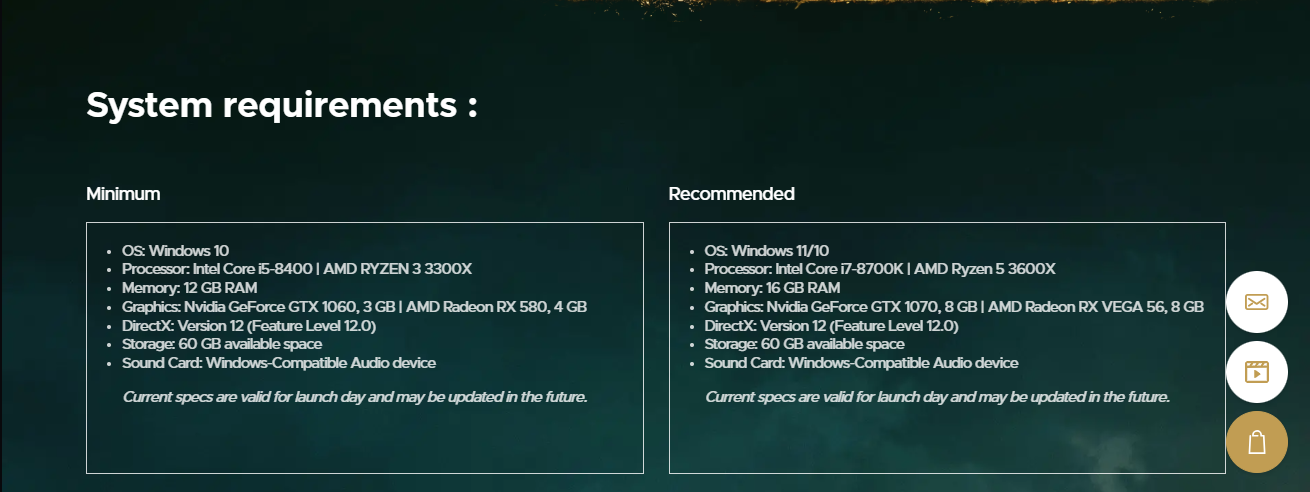 System requirements :
Minimum
• OS: Windows 10
• Processor: Intel Core i5-8400 | AMD RYZEN 3 3300X
• Memory: 12 GB RAM
• Graphics: Nvidia GeForce GTX 1060, 3 GB | AMD Radeon RX 580, 4 GB
• DirectX: Version 12 (Feature Level 12.0)
• Storage: 60 GB available space
• Sound Card: Windows-Compatible Audio device
Current specs are valid for launch day and may be updated in the future.
Recommended
• OS: Windows 11/10
• Processor: Intel Core i7-8700K | AMD Ryzen 5 3600X
• Memory: 16 GB RAM
• Graphics: Nvidia GeForce GTX 1070, 8 GB | AMD Radeon RX VEGA 56, 8 GB
• DirectX: Version 12 (Feature Level 12.0)
• Storage: 60 GB available space
• Sound Card: Windows-Compatible Audio device
Current specs are valid for launch day and may be updated in the future.